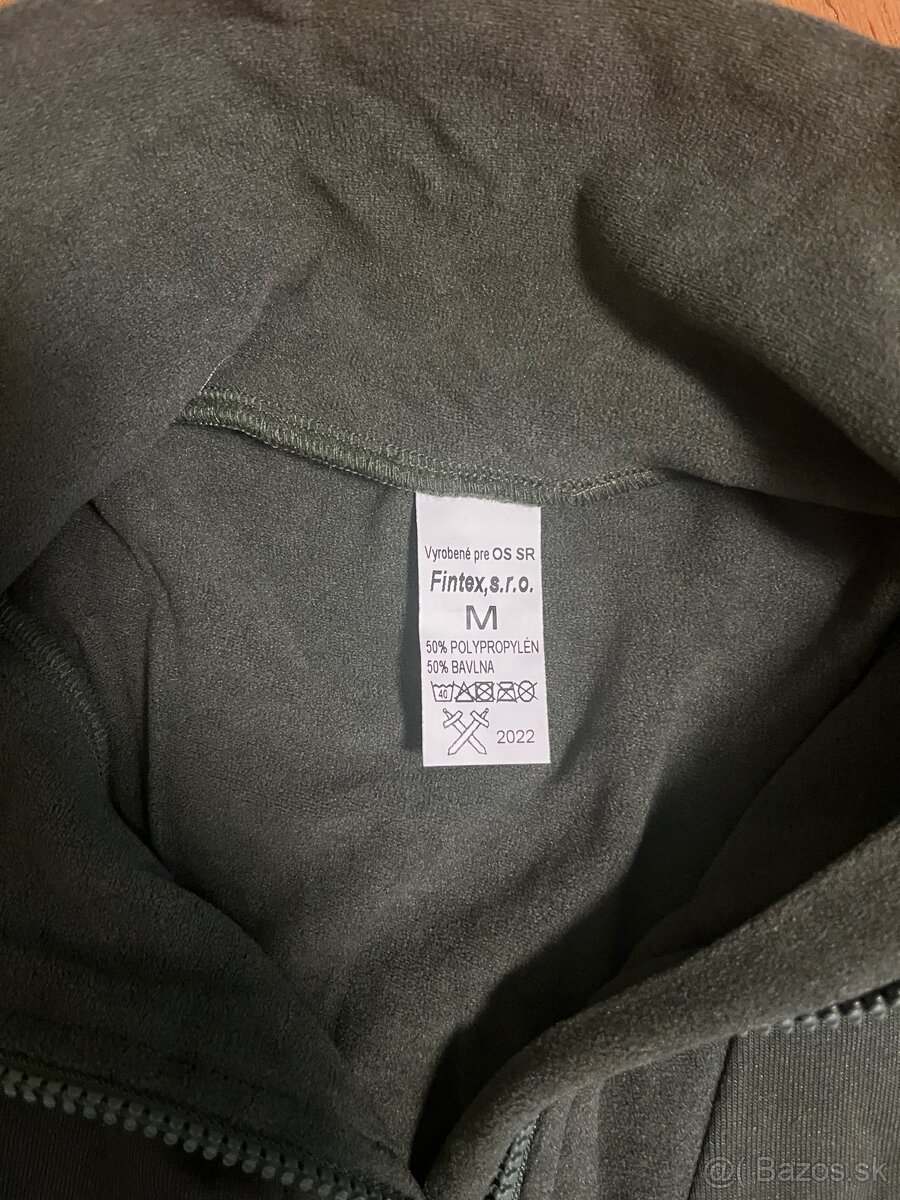 Vyrobené pre OS SR
Fintex,s.r.o.
M
50% POLYPROPYLÉN
50% BAVLNA
40
2022
@ Bazos.sk